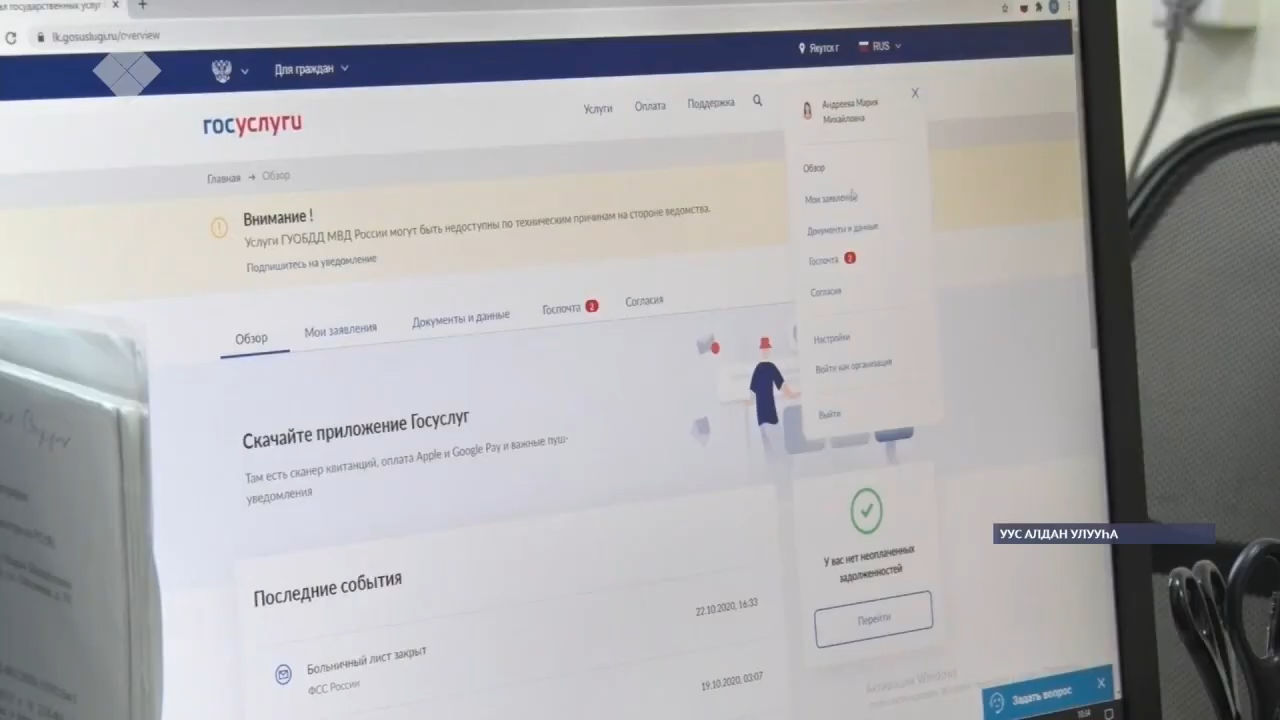 ал государственных услуг
lk.gosuslugi.ru/overview
Для граждан
Якутск г
RUS
госуслуги
Услуги
Оплата
Поддержка
Андреева Мария
Михайловна
Главная → Обзор
Внимание !
Услуги ГУОБДД МВД России могут быть недоступны по техническим причинам на стороне ведомства.
Подпишитесь на уведомление
Обзор
Мои заявления
Документы и данные
Госпочта 2
Согласия
Настройки
Войти как организация
Выйти
Обзор
Мои заявления
Документы и данные
Госпочта 2
Согласия
Скачайте приложение Госуслуг
Там есть сканер квитанций, оплата Apple и Google Pay и важные пуш-
уведомления
У вас нет неоплаченных
задолженностей
Перейти
УУС АЛДАН УЛУУҺА
Последние события
22.10.2020, 16:33
Больничный лист закрыт
ФСС России
19.10.2020, 03:07
Активация Windows
Задать вопрос